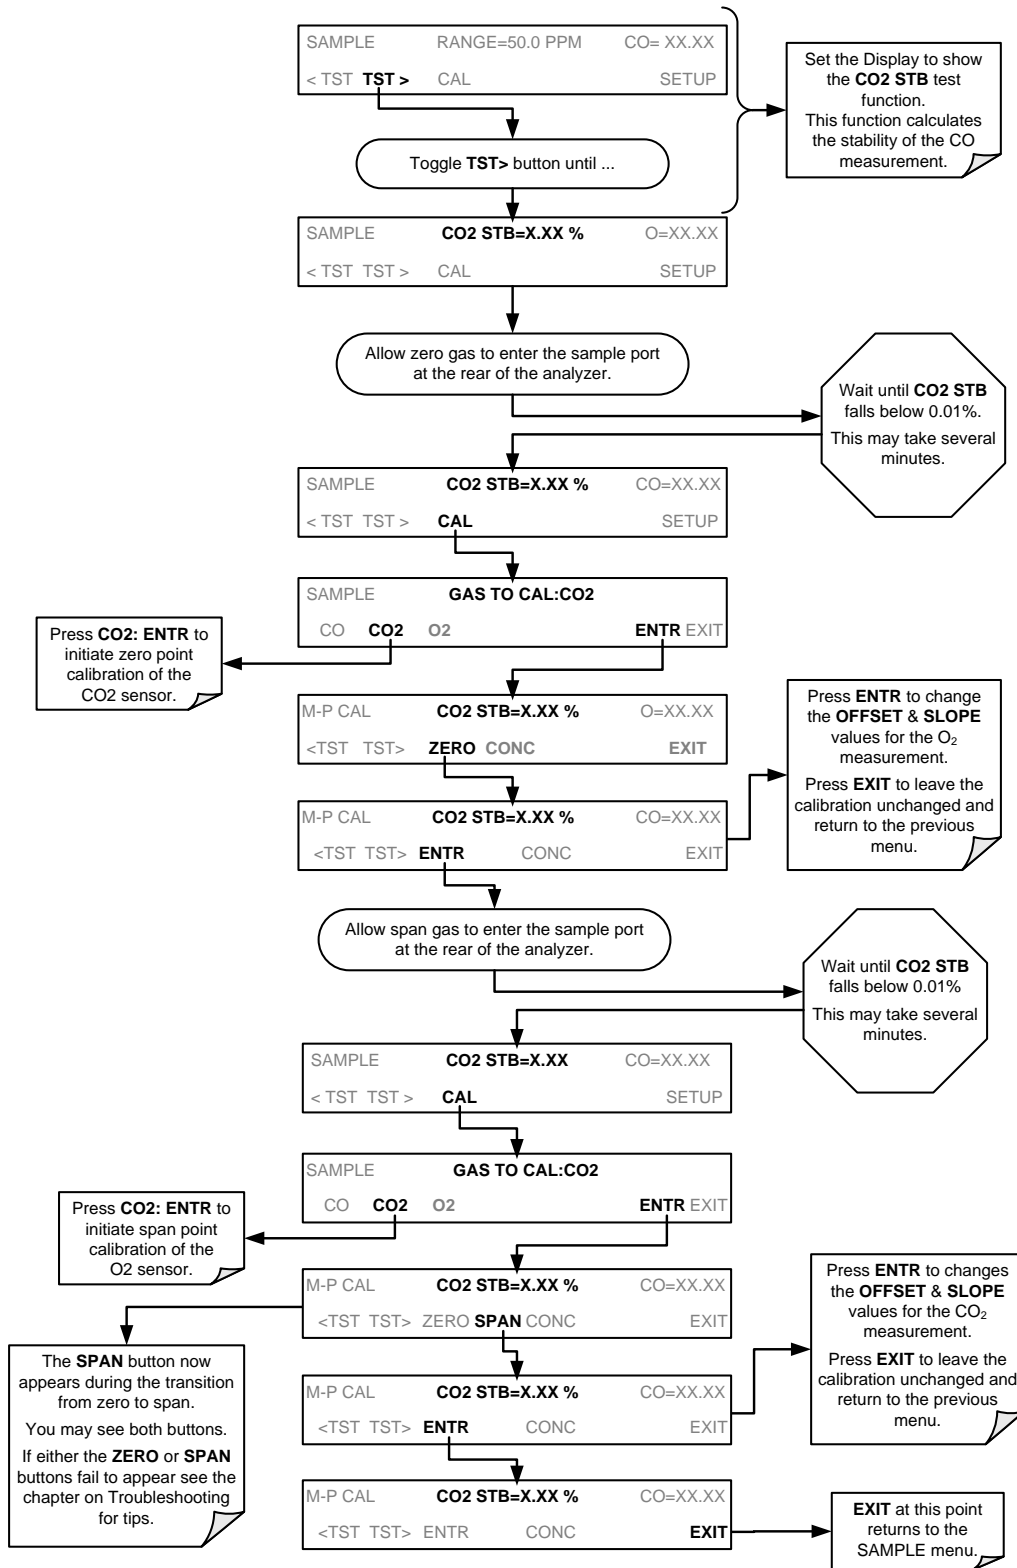 SAMPLE RANGE=50.0 PPM CO= XX.XX
< TST TST > CAL SETUP
Set the Display to show
the CO2 STB test
function.
This function calculates
the stability of the CO
measurement.
Toggle TST> button until ...
SAMPLE CO2 STB=X.XX % O=XX.XX
< TST TST > CAL SETUP
Allow zero gas to enter the sample port
at the rear of the analyzer.
Wait until CO2 STB
falls below 0.01%.
This may take several
minutes.
SAMPLE CO2 STB=X.XX % CO=XX.XX
< TST TST > CAL SETUP
SAMPLE GAS TO CAL:CO2
CO CO2 O2 ENTR EXIT
Press CO2: ENTR to
initiate zero point
calibration of the
CO2 sensor.
M-P CAL CO2 STB=X.XX % O=XX.XX
<TST TST> ZERO CONC EXIT
Press ENTR to change
the OFFSET & SLOPE
values for the O2
measurement.
Press EXIT to leave the
calibration unchanged and
return to the previous
menu.
M-P CAL CO2 STB=X.XX % CO=XX.XX
<TST TST> ENTR CONC EXIT
Allow span gas to enter the sample port
at the rear of the analyzer.
Wait until CO2 STB
falls below 0.01%
This may take several
minutes.
SAMPLE CO2 STB=X.XX CO=XX.XX
< TST TST > CAL SETUP
SAMPLE GAS TO CAL:CO2
CO CO2 O2 ENTR EXIT
Press CO2: ENTR to
initiate span point
calibration of the
O2 sensor.
M-P CAL CO2 STB=X.XX % CO=XX.XX
<TST TST> ZERO SPAN CONC EXIT
Press ENTR to changes
the OFFSET & SLOPE
values for the CO2
measurement.
Press EXIT to leave the
calibration unchanged and
return to the previous
menu.
The SPAN button now
appears during the transition
from zero to span.
You may see both buttons.
If either the ZERO or SPAN
buttons fail to appear see the
chapter on Troubleshooting
for tips.
M-P CAL CO2 STB=X.XX % CO=XX.XX
<TST TST> ENTR CONC EXIT
M-P CAL CO2 STB=X.XX % CO=XX.XX
<TST TST> ENTR CONC EXIT
EXIT at this point
returns to the
SAMPLE menu.